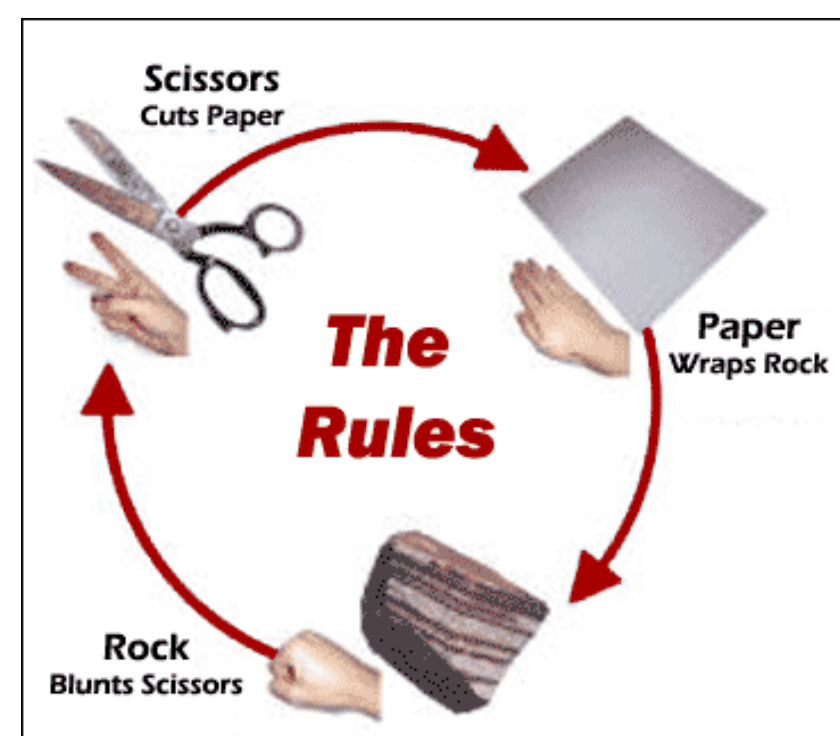 Scissors
Cuts Paper
The
Rules
Paper
Wraps Rock
Rock
Blunts Scissors